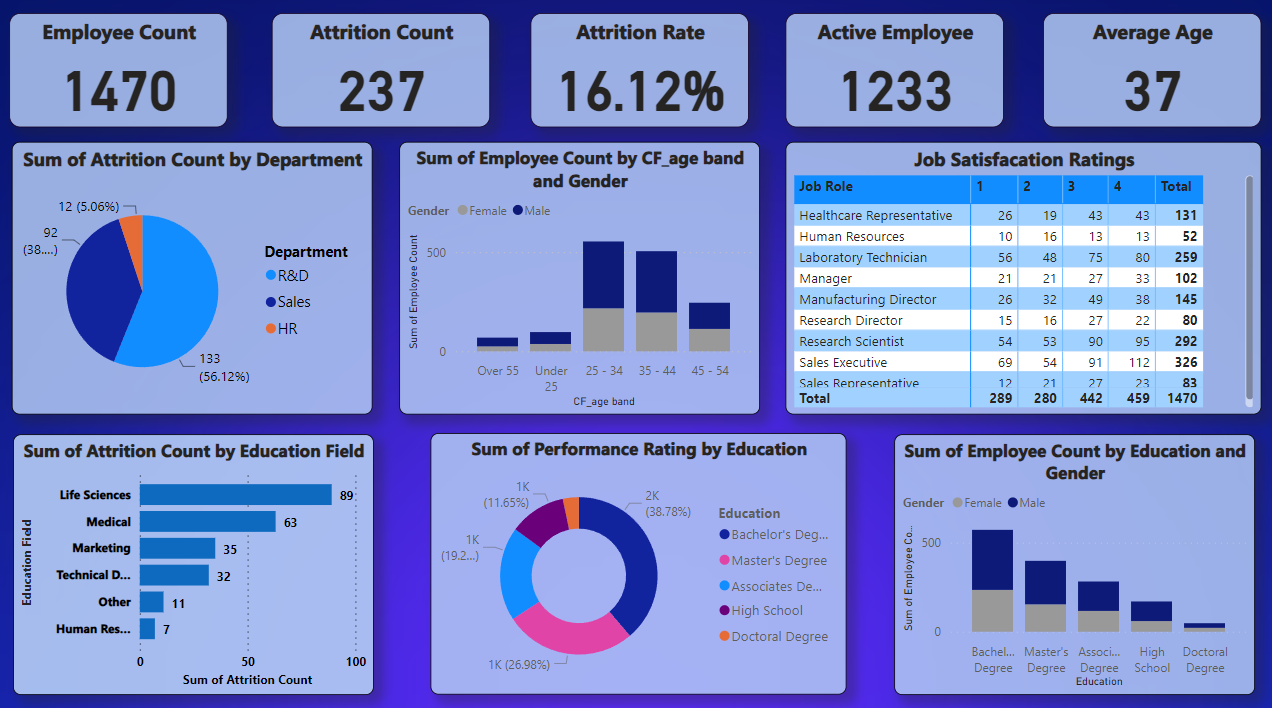 Employee Count
1470
Attrition Count
237
Attrition Rate
16.12%
Active Employee
1233
Average Age
37
Sum of Attrition Count by Department
12 (5.06%)
92
(38....)
133
(56.12%)
Department
R&D
Sales
HR
Sum of Employee Count by CF_age band
and Gender
Gender Female Male
Sum of Employee Count
500
0
Over 55
Under
25
25 - 34
35 - 44
45 - 54
CF_age band
Job Satisfacation Ratings
Job Role 1 2 3 4 Total
Healthcare Representative 26 19 43 43 131
Human Resources 10 16 13 13 52
Laboratory Technician 56 48 75 80 259
Manager 21 21 27 33 102
Manufacturing Director 26 32 49 38 145
Research Director 15 16 27 22 80
Research Scientist 54 53 90 95 292
Sales Executive 69 54 91 112 326
Sales Representative 12 21 27 23 83
Total 289 280 442 459 1470
Sum of Attrition Count by Education Field
Education Field
Life Sciences 89
Medical 63
Marketing 35
Technical D... 32
Other 11
Human Res... 7
0 50 100
Sum of Attrition Count
Sum of Performance Rating by Education
1K
(11.65%)
2K
(38.78%)
1K
(19.2...)
1K (26.98%)
Education
Bachelor's Deg...
Master's Degree
Associates De...
High School
Doctoral Degree
Sum of Employee Count by Education and
Gender
Gender Female Male
Sum of Employee Co...
500
0
Bachel...
Degree
Master's
Degree
Associ...
Degree
High
School
Doctoral
Degree
Education